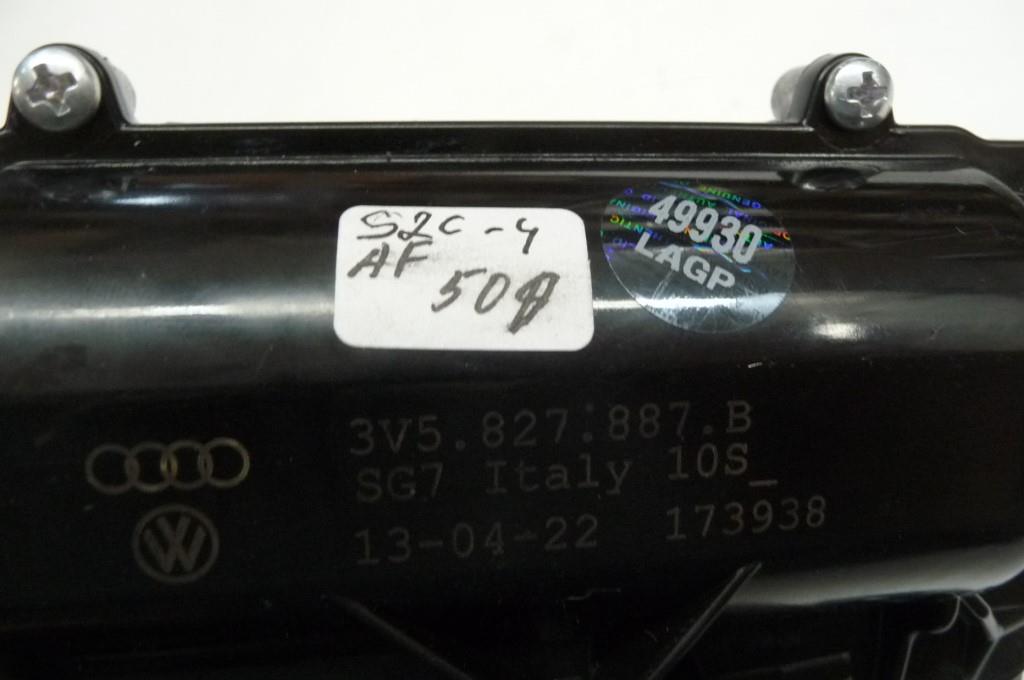 S2C-4
AF
50
49930
LAGP
3V5.827.887.B
SG7 Italy 10S_
13-04-22 173938